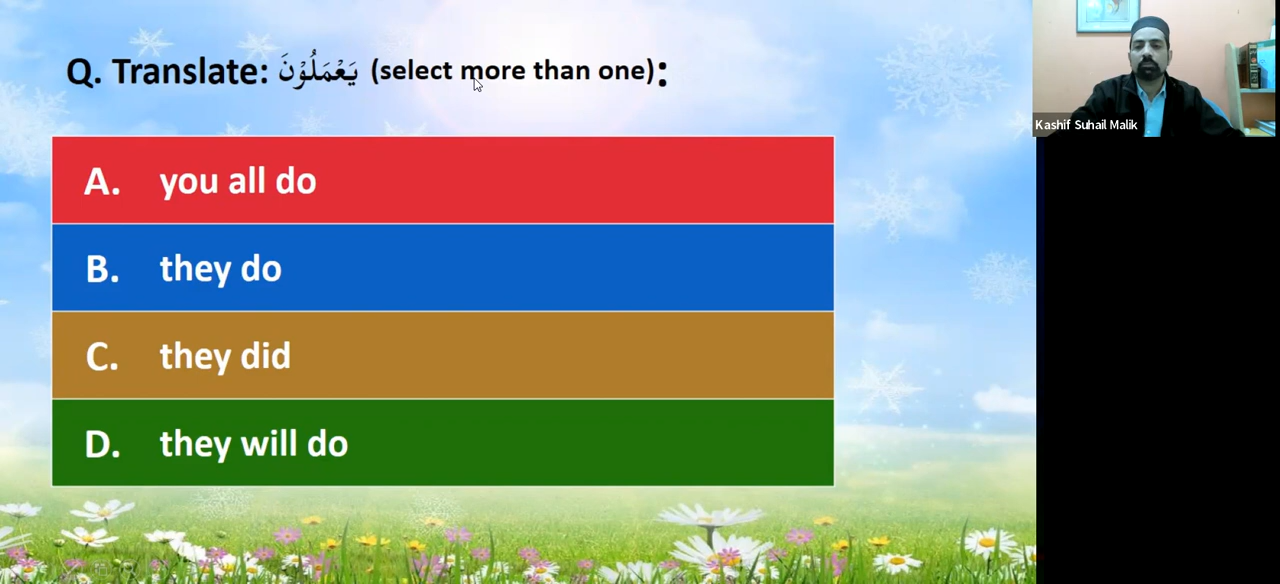 Q. Translate: يَعْمَلُوْنَ (select more than one):
A. you all do
B. they do
C. they did
D. they will do
Kashif Suhail Malik